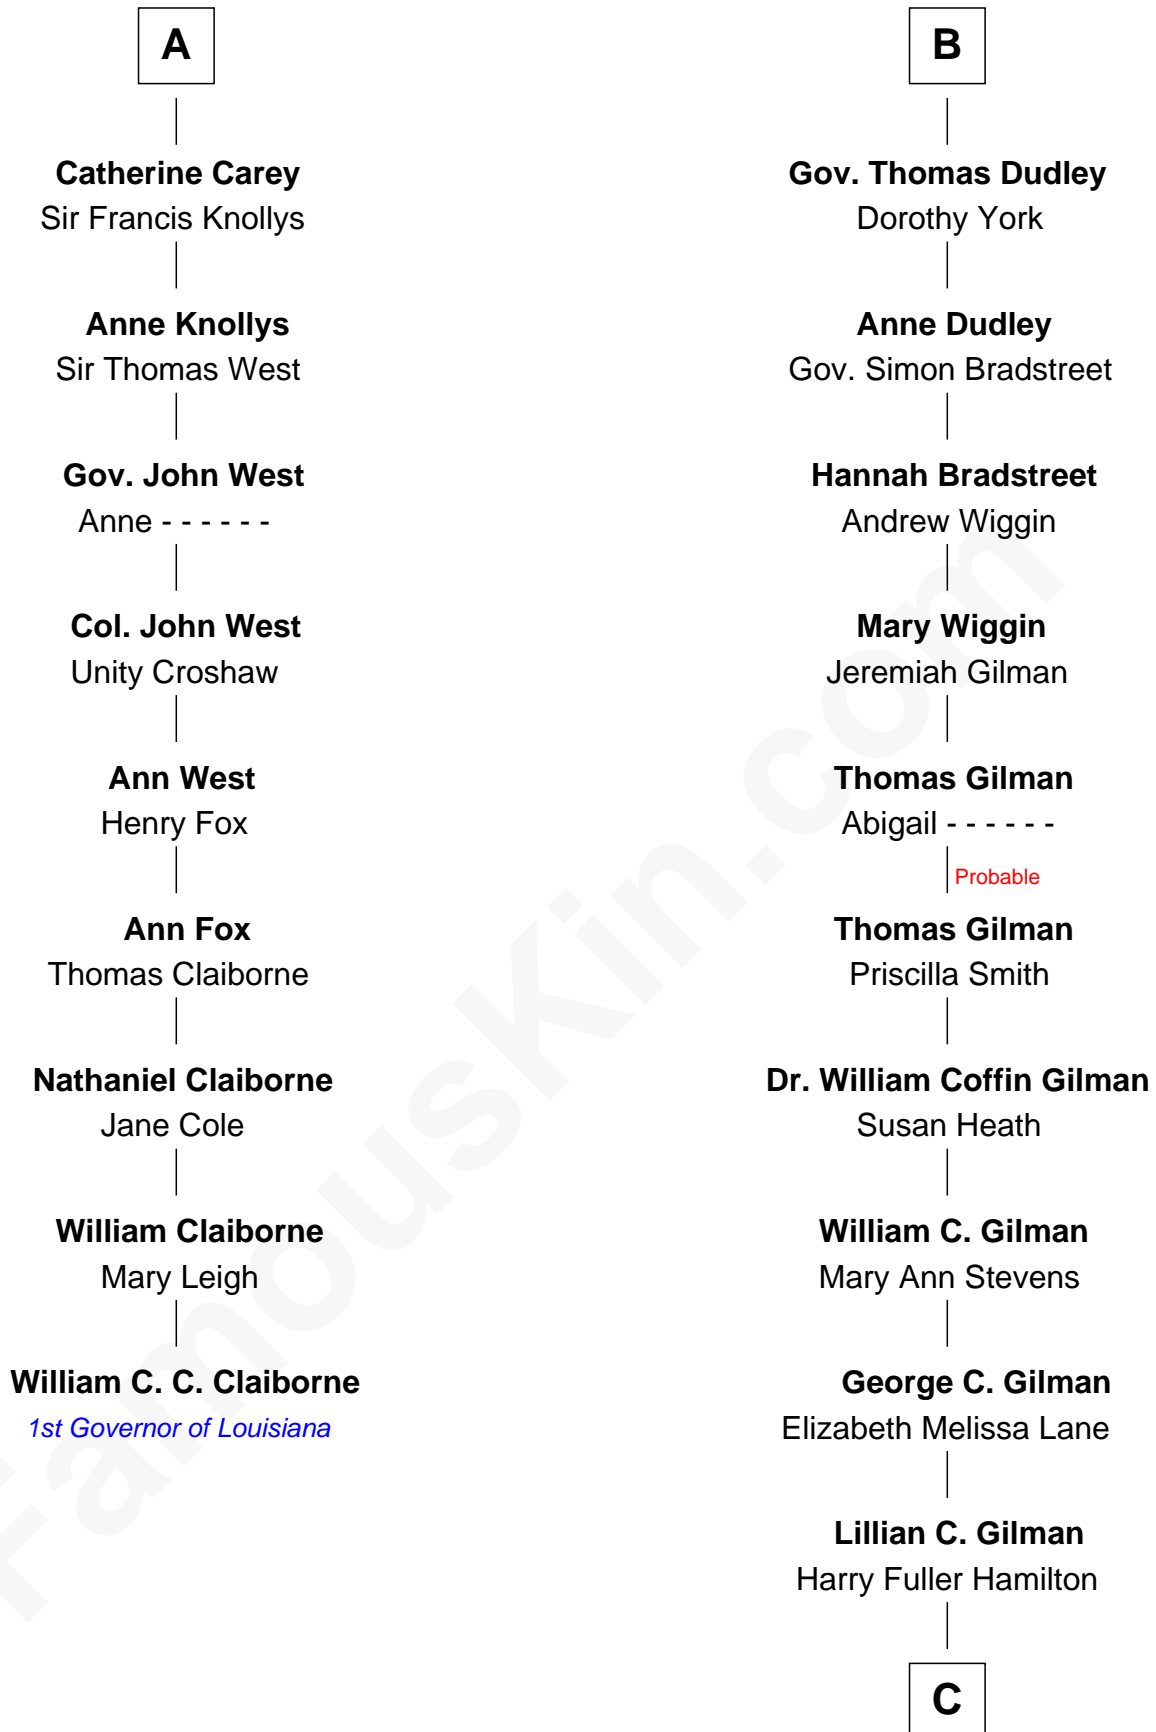 A
Catherine Carey
Sir Francis Knollys
Anne Knollys
Sir Thomas West
Gov. John West
Anne - - - - - -
Col. John West
Unity Croshaw
Ann West
Henry Fox
Ann Fox
Thomas Claiborne
Nathaniel Claiborne
Jane Cole
William Claiborne
Mary Leigh
William C. C. Claiborne
1st Governor of Louisiana
B
Gov. Thomas Dudley
Dorothy York
Anne Dudley
Gov. Simon Bradstreet
Hannah Bradstreet
Andrew Wiggin
Mary Wiggin
Jeremiah Gilman
Thomas Gilman
Abigail - - - - - -
Probable
Thomas Gilman
Priscilla Smith
Dr. William Coffin Gilman
Susan Heath
William C. Gilman
Mary Ann Stevens
George C. Gilman
Elizabeth Melissa Lane
Lillian C. Gilman
Harry Fuller Hamilton
C
FamousKin.com